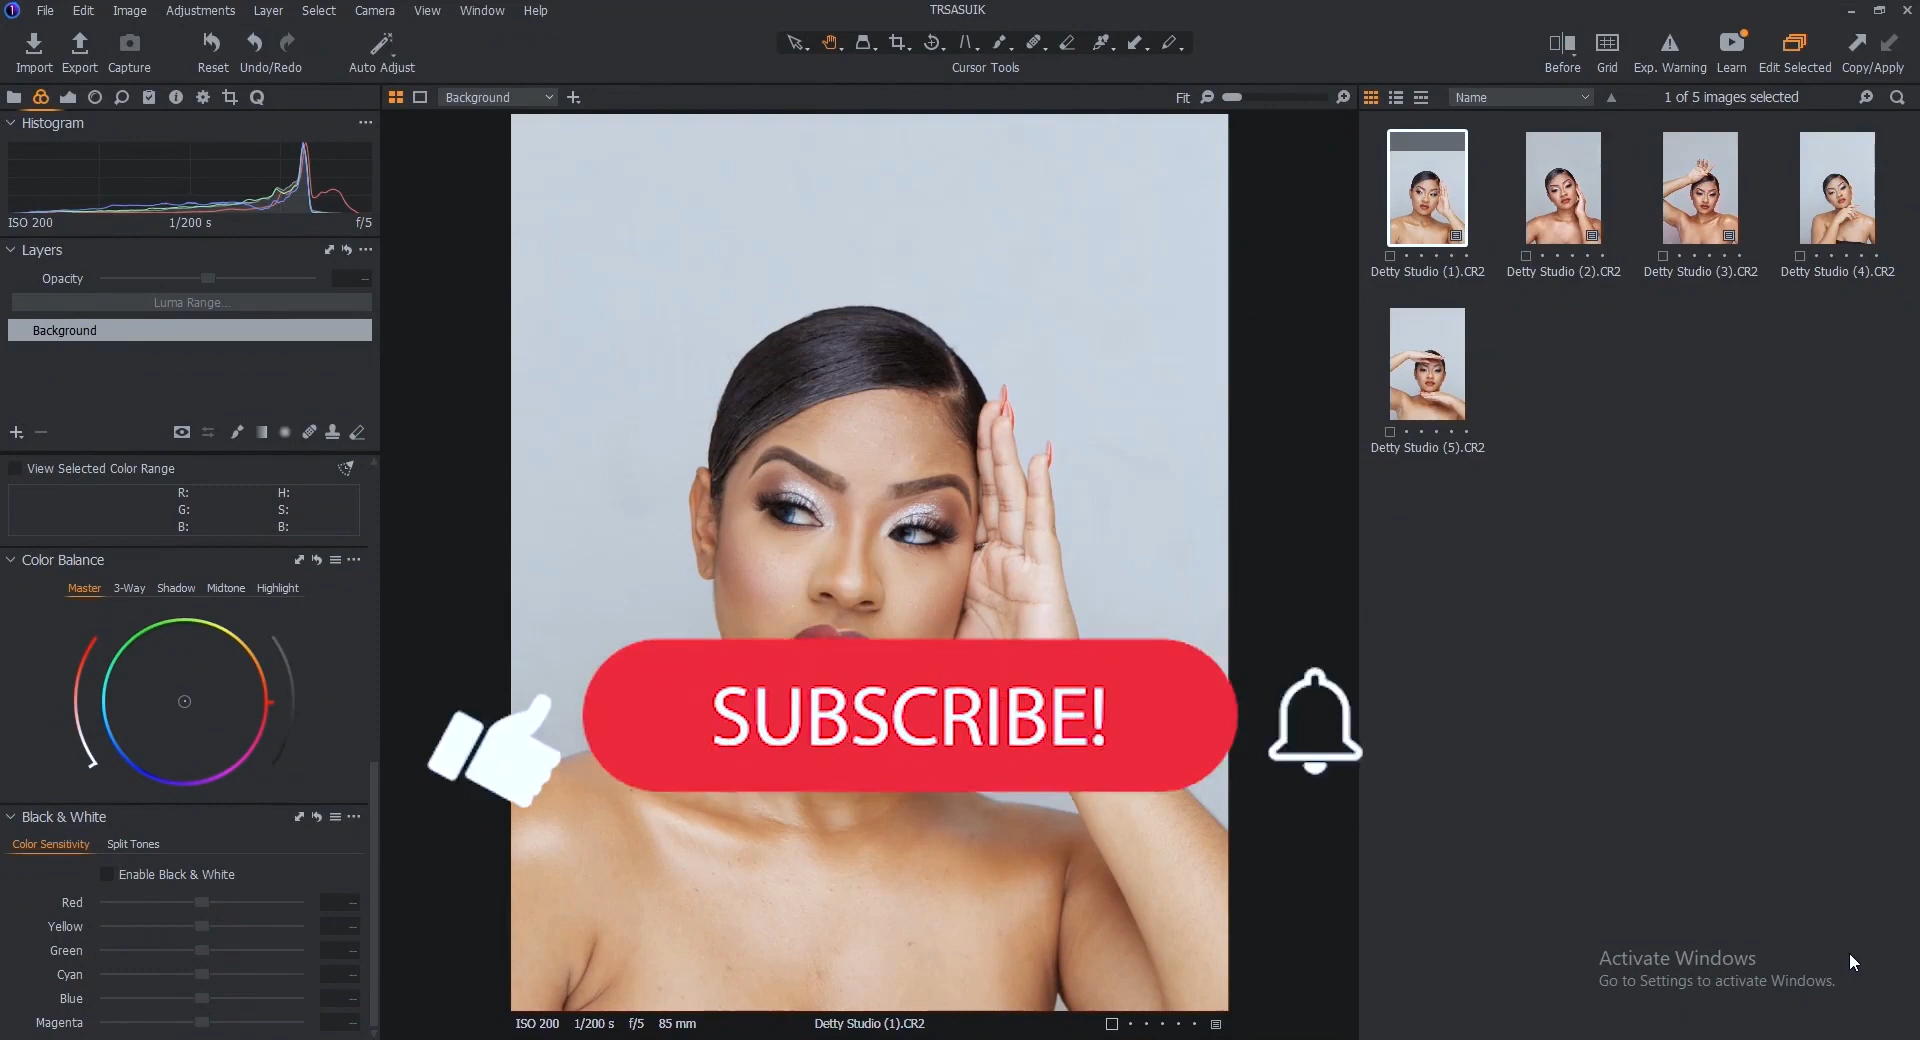 File Edit Image Adjustments Layer Select Camera View Window Help
TRSASUIK
Import Export Capture Reset Undo/Redo Auto Adjust
Cursor Tools
Before Grid Exp. Warning Learn Edit Selected Copy/Apply
Background
Fit
Name
1 of 5 images selected
Histogram
ISO 200 1/200 s f/5
Layers
Opacity --
Luma Range...
Background
View Selected Color Range
R: H:
G: S:
B: B:
Color Balance
Master 3-Way Shadow Midtone Highlight
Black & White
Color Sensitivity Split Tones
Enable Black & White
Red --
Yellow --
Green --
Cyan --
Blue --
Magenta --
SUBSCRIBE!
ISO 200 1/200 s f/5 85 mm
Detty Studio (1).CR2
Detty Studio (1).CR2
Detty Studio (2).CR2
Detty Studio (3).CR2
Detty Studio (4).CR2
Detty Studio (5).CR2
Activate Windows
Go to Settings to activate Windows.